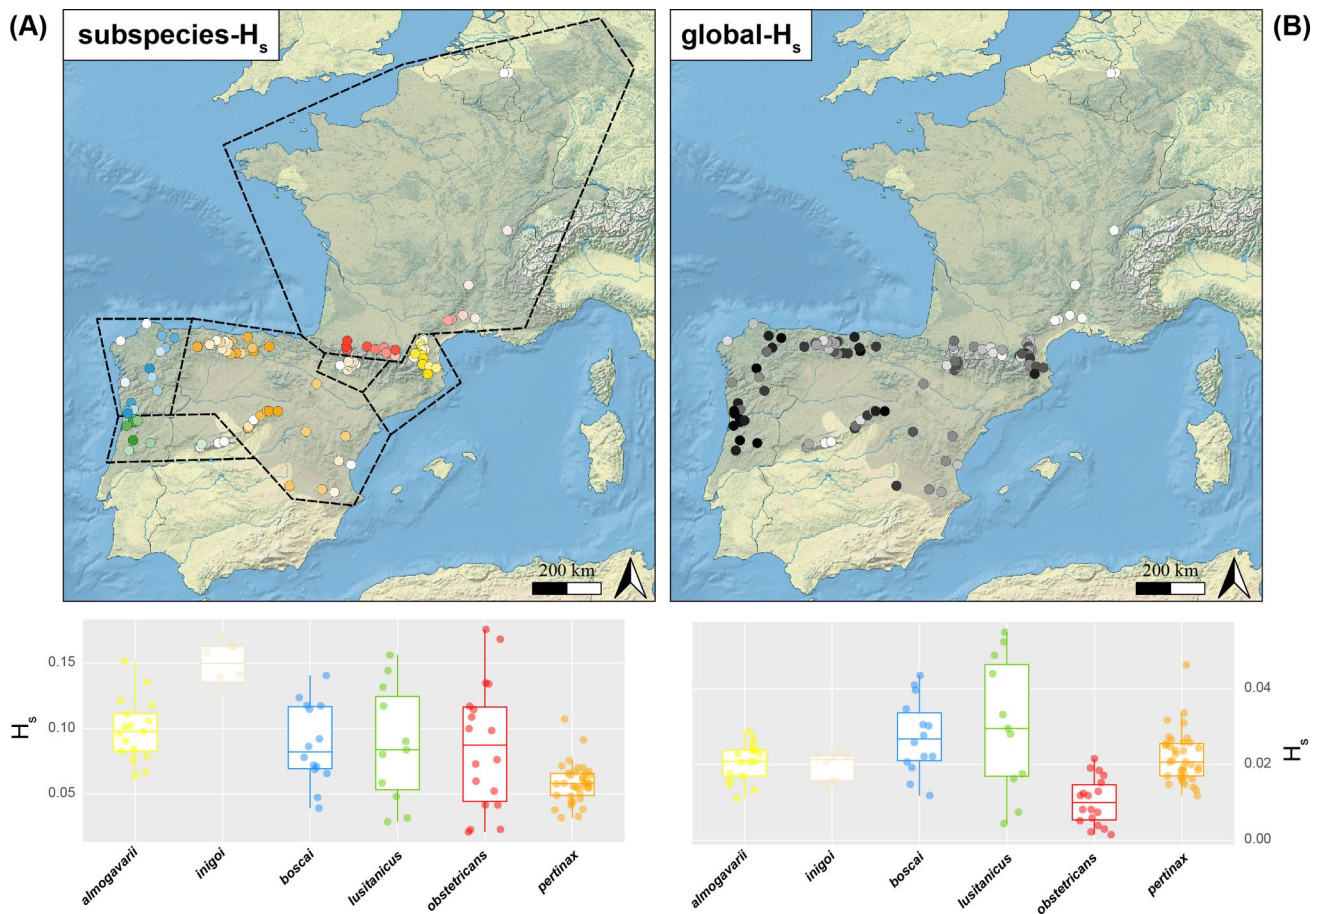 (A)
subspecies-Hs
200 km
global-Hs
(B)
200 km
Hs
0.15
0.10
0.05
almogavarii
inigoi
boscai
lusitanicus
obstetricans
pertinax
0.04
0.02
0.00
Hs
almogavarii
inigoi
boscai
lusitanicus
obstetricans
pertinax